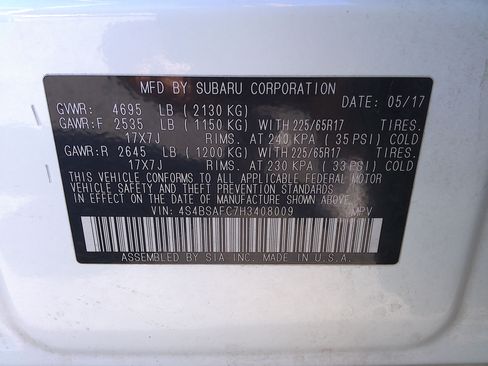 MFD BY SUBARU CORPORATION
GVWR: 4695 LB (2130 KG) DATE: 05/17
GAWR:F 2535 LB (1150 KG) WITH 225/65R17 TIRES.
17X7J RIMS. AT 240 KPA (35 PSI) COLD
GAWR:R 2645 LB (1200 KG) WITH 225/65R17 TIRES.
17X7J RIMS. AT 230 KPA (33 PSI) COLD
THIS VEHICLE CONFORMS TO ALL APPLICABLE FEDERAL MOTOR
VEHICLE SAFETY BUMPER, AND THEFT PREVENTION STANDARDS
IN EFFECT ON THE DATE OF MANUFACTURE SHOWN ABOVE.
VIN: 4S4BSAFC7H3408009 MPV
ASSEMBLED BY SIA INC. MADE IN U.S.A.